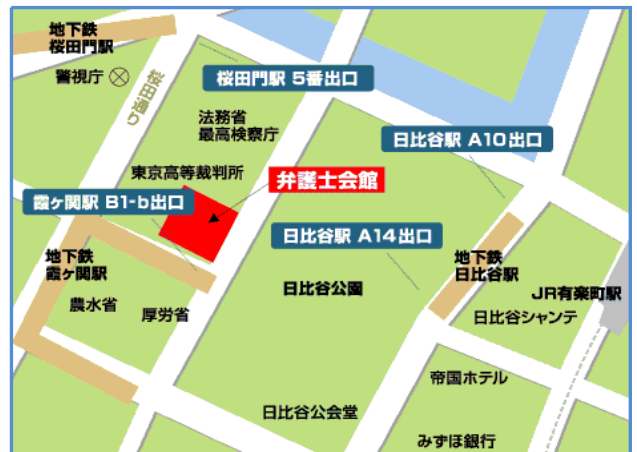 地下鉄
桜田門駅
警視庁
桜田通り
桜田門駅 5番出口
法務省
最高検察庁
日比谷駅 A10出口
東京高等裁判所
弁護士会館
霞ヶ関駅 B1-b出口
日比谷駅 A14出口
地下鉄
霞ヶ関駅
地下鉄
日比谷駅
日比谷公園
JR有楽町駅
農水省
厚労省
日比谷シャンテ
帝国ホテル
日比谷公会堂
みずほ銀行